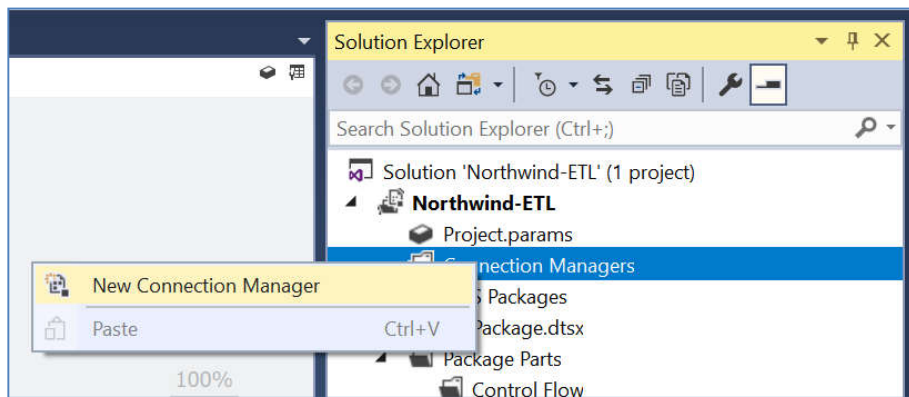 Solution Explorer
Search Solution Explorer (Ctrl+;)
Solution 'Northwind-ETL' (1 project)
Northwind-ETL
Project.params
nnection Managers
New Connection Manager
S Packages
Paste Ctrl+V
Package.dtsx
Package Parts
100%
Control Flow